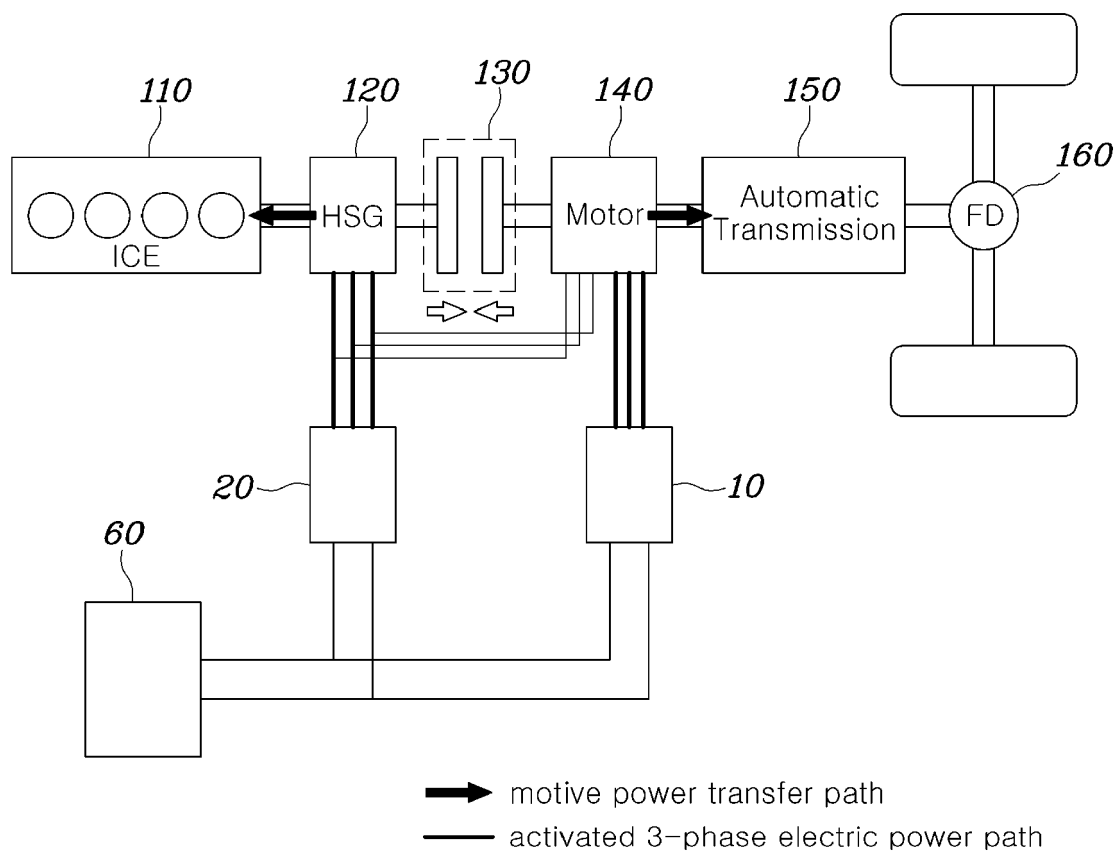 110
120
130
140
150
160
HSG
Motor
Automatic
Transmission
FD
ICE
20
10
60
motive power transfer path
activated 3-phase electric power path